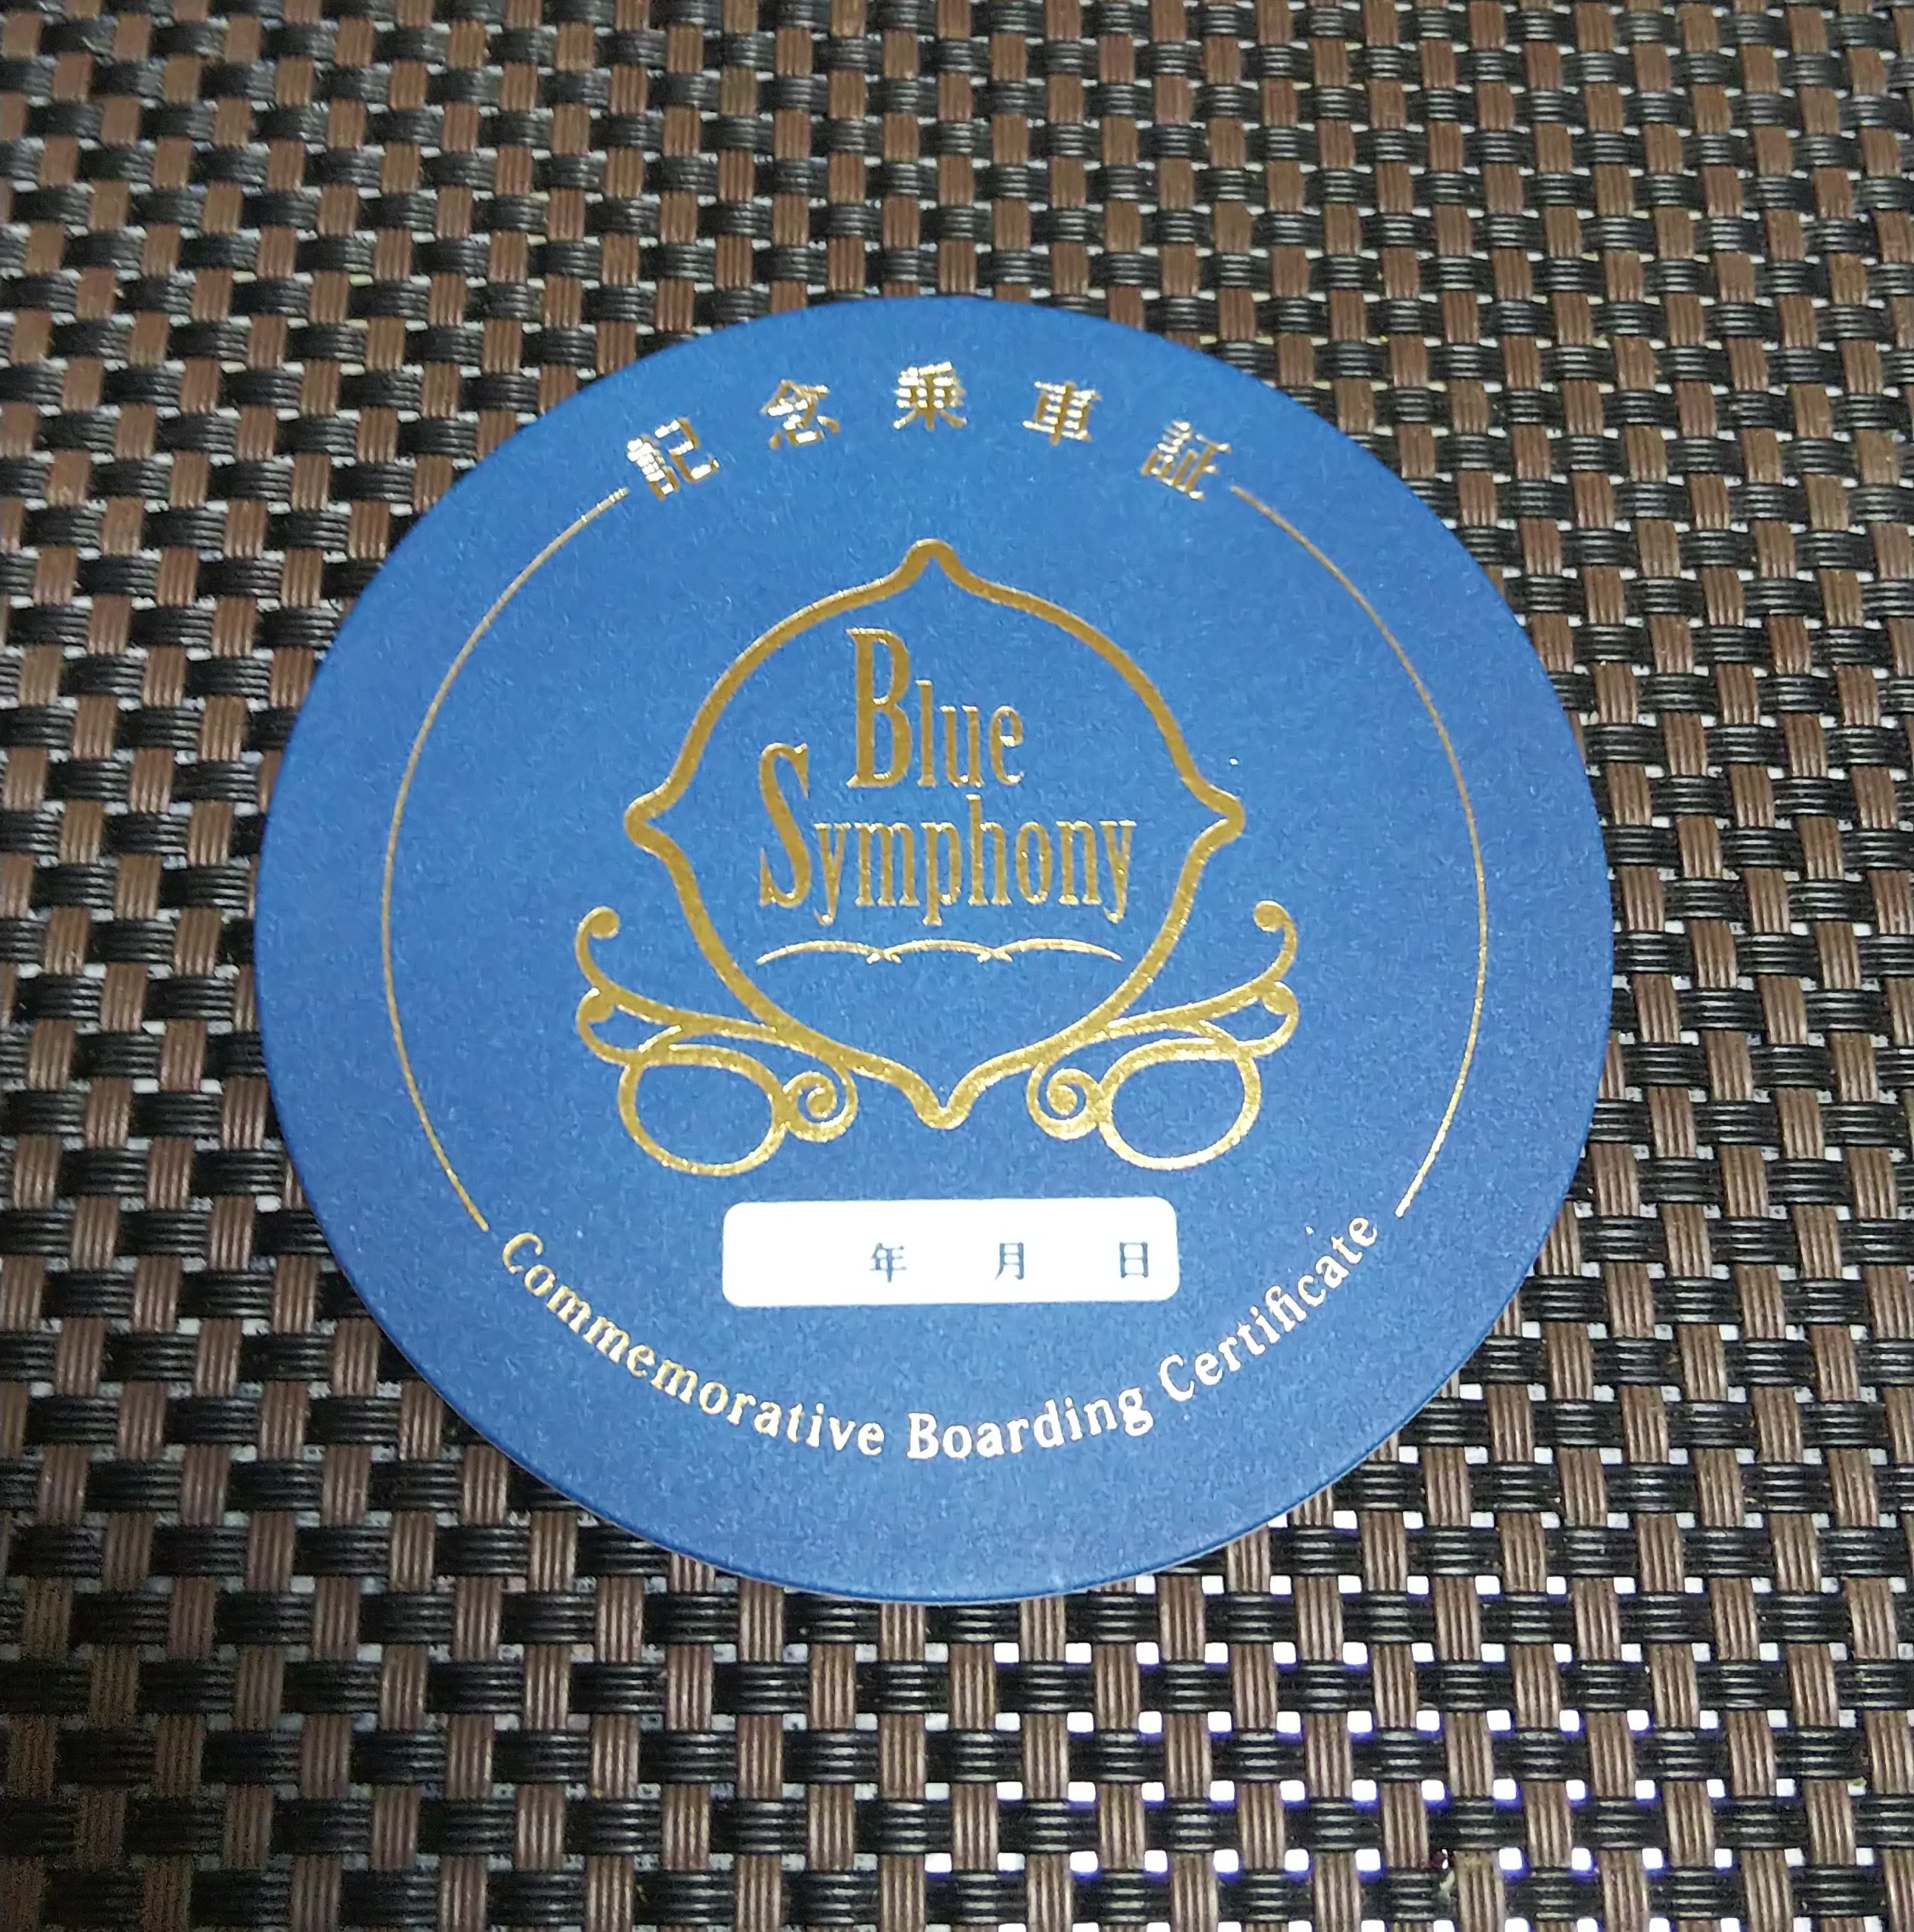 記念乗車証
Blue
Symphony
年 月 日
Commemorative Boarding Certificate